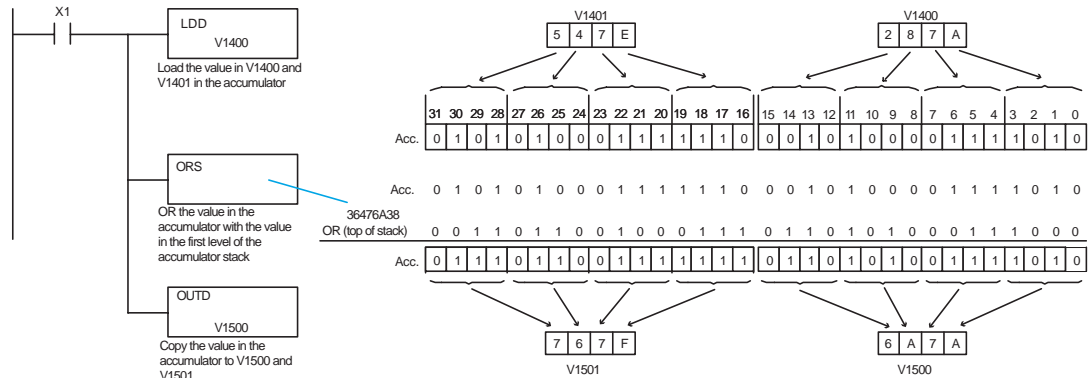 X1
LDD
V1400
Load the value in V1400 and
V1401 in the accumulator
ORS
OR the value in the
accumulator with the value
in the first level of the
accumulator stack
OUTD
V1500
Copy the value in the
accumulator to V1500 and
V1501
V1401
5 4 7 E
V1400
2 8 7 A
31 30 29 28 27 26 25 24 23 22 21 20 19 18 17 16 15 14 13 12 11 10 9 8 7 6 5 4 3 2 1 0
Acc. 0 1 0 1 0 1 0 0 0 1 1 1 1 1 1 0 0 0 1 0 1 0 0 0 0 1 1 1 1 0 1 0
Acc. 0 1 0 1 0 1 0 0 0 1 1 1 1 1 1 0 0 0 1 0 1 0 0 0 0 1 1 1 1 0 1 0
36476A38
OR (top of stack) 0 0 1 1 0 1 1 0 0 1 0 0 0 1 1 1 0 1 1 0 1 0 1 0 0 0 1 1 1 0 0 0
Acc. 0 1 1 1 0 1 1 0 0 1 1 1 1 1 1 1 0 1 1 0 1 0 1 0 0 1 1 1 1 0 1 0
7 6 7 F
V1501
6 A 7 A
V1500